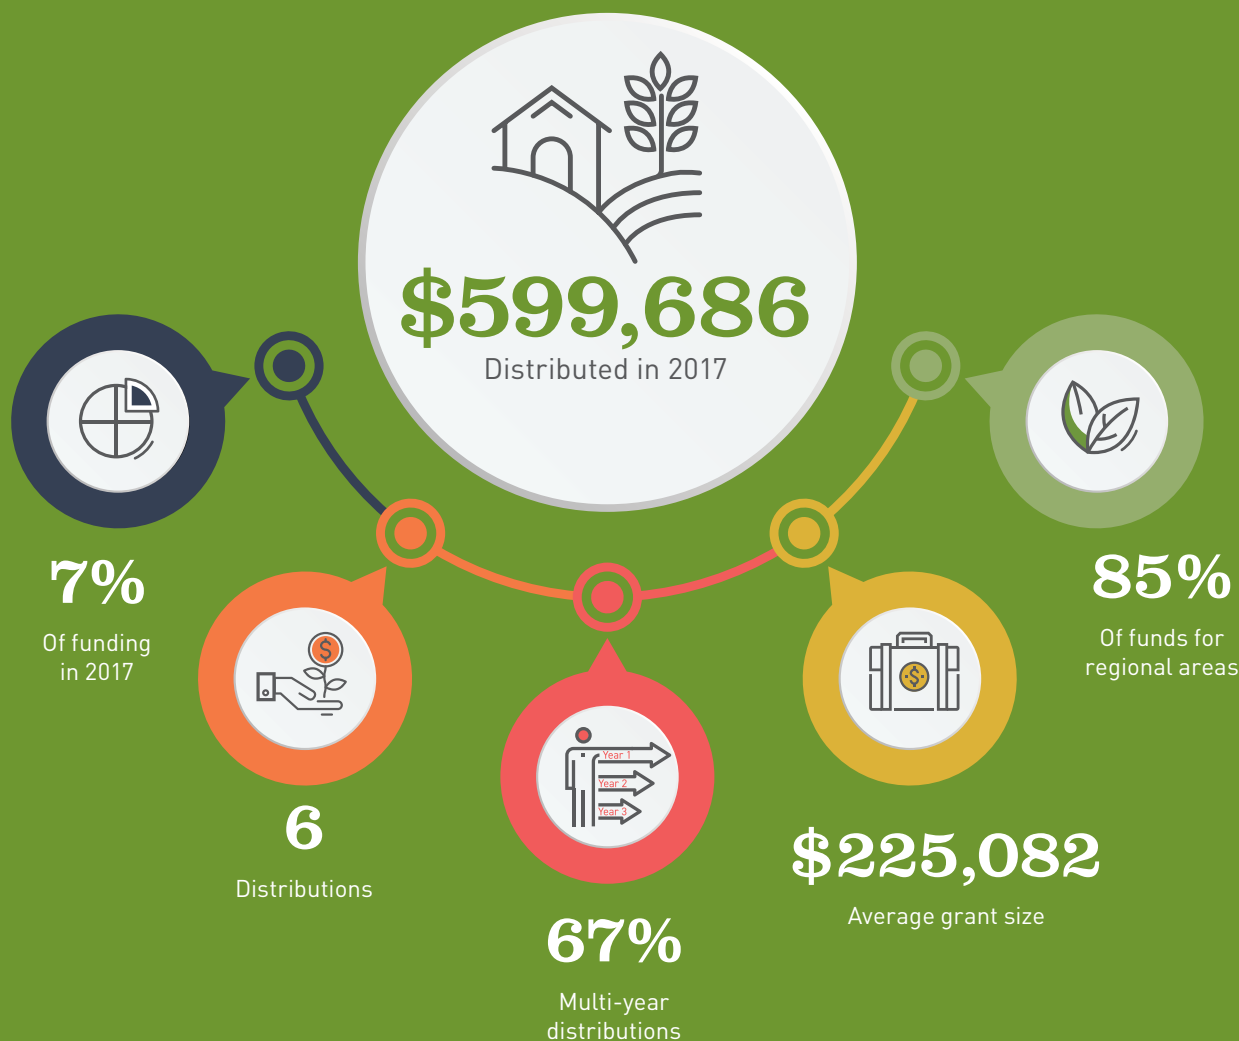 $599,686
Distributed in 2017
7%
Of funding
in 2017
$
6
Distributions
Year 1
Year 2
Year 3
67%
Multi-year
distributions
$
$225,082
Average grant size
85%
Of funds for
regional areas